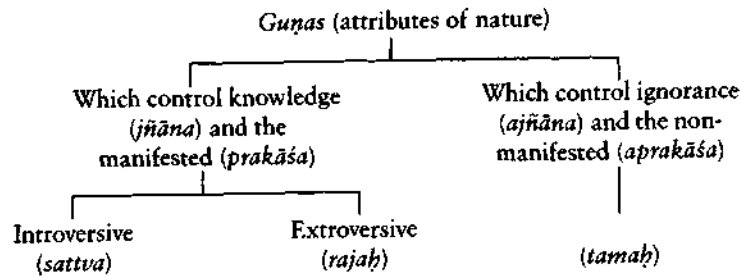 Guṇas (attributes of nature)
Which control knowledge
(jñāna) and the
manifested (prakāśa)
Which control ignorance
(ajñāna) and the non-
manifested (aprakāśa)
Introversive
(sattva)
Extroversive
(rajaḥ)
(tamaḥ)